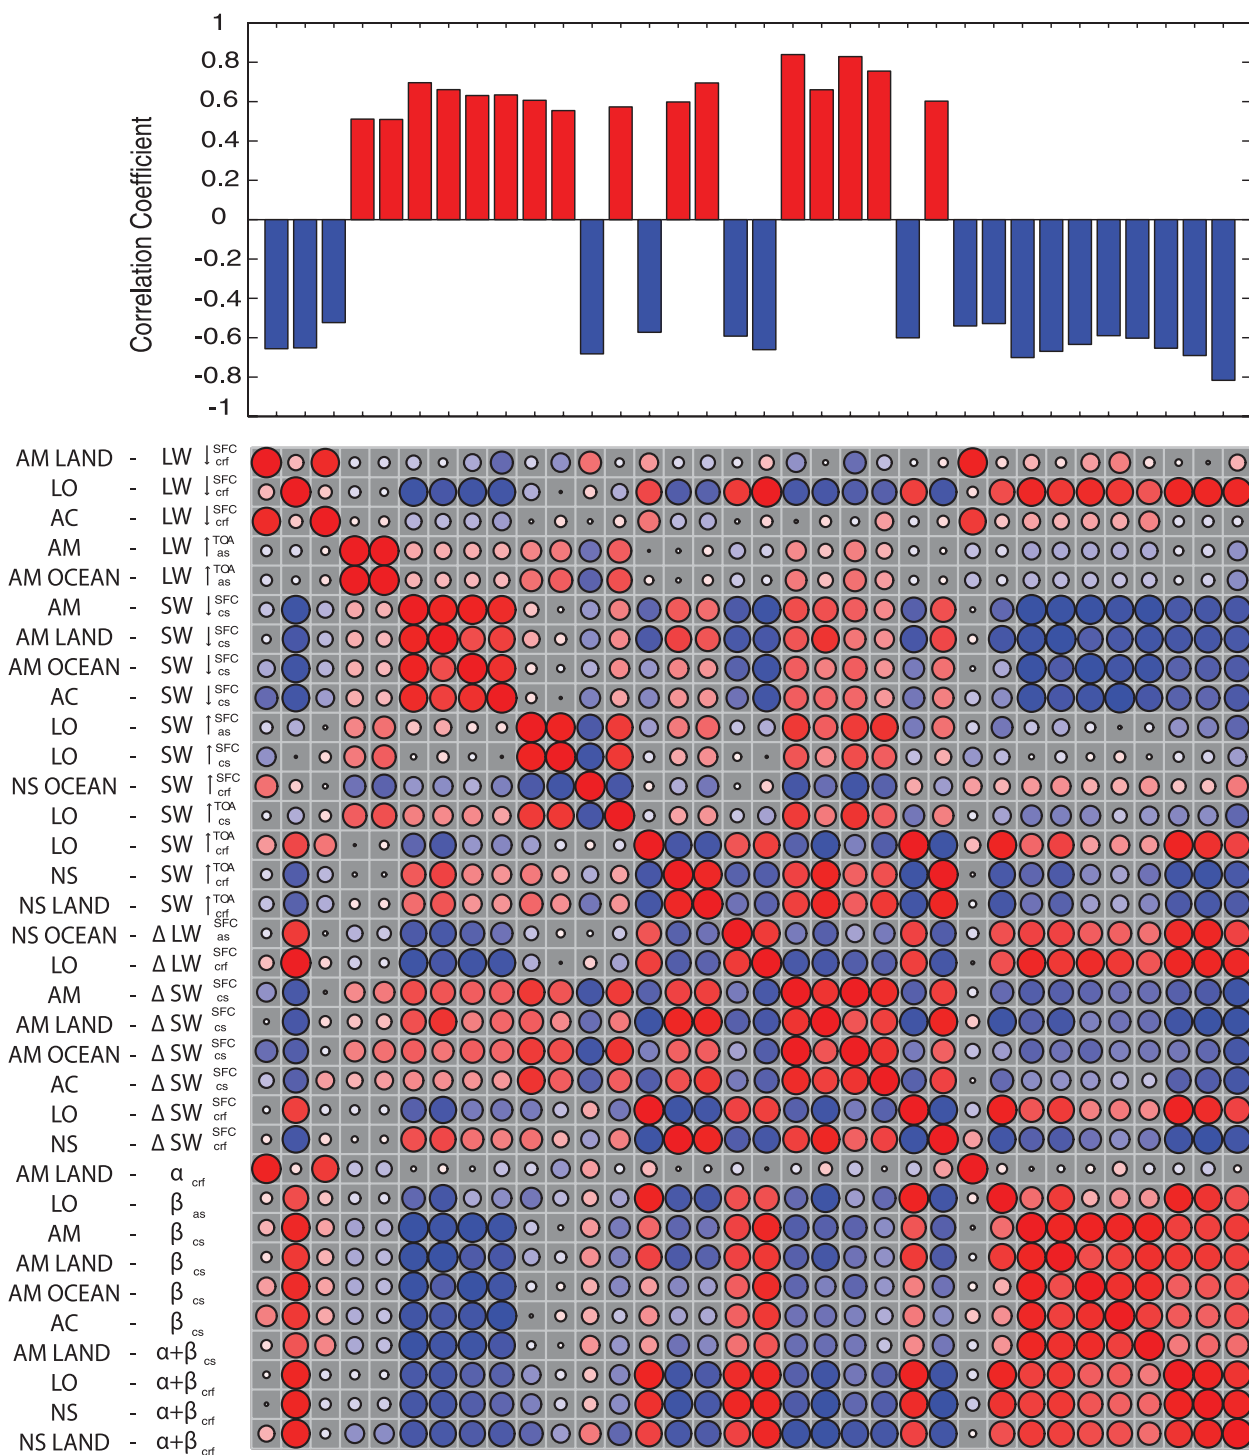 1
0.8
0.6
0.4
0.2
0
-0.2
-0.4
-0.6
-0.8
-1
Correlation Coefficient
AM LAND - LW ↓ SFC crf
LO - LW ↓ SFC crf
AC - LW ↓ SFC crf
AM - LW ↑ TOA as
AM OCEAN - LW ↑ TOA as
AM - SW ↓ SFC cs
AM LAND - SW ↓ SFC cs
AM OCEAN - SW ↓ SFC cs
AC - SW ↓ SFC cs
LO - SW ↑ SFC as
LO - SW ↑ SFC cs
NS OCEAN - SW ↑ SFC crf
LO - SW ↑ TOA cs
LO - SW ↑ TOA crf
NS - SW ↑ TOA crf
NS LAND - SW ↑ TOA crf
NS OCEAN - Δ LW SFC as
LO - Δ LW SFC crf
AM - Δ SW SFC cs
AM LAND - Δ SW SFC cs
AM OCEAN - Δ SW SFC cs
AC - Δ SW SFC cs
LO - Δ SW SFC crf
NS - Δ SW SFC crf
AM LAND - α crf
LO - β as
AM - β cs
AM LAND - β cs
AM OCEAN - β cs
AC - β cs
AM LAND - α+β cs
LO - α+β crf
NS - α+β crf
NS LAND - α+β crf